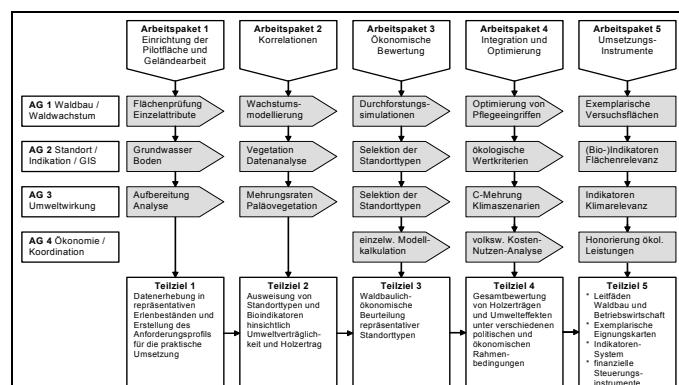 Arbeitspaket 1
Einrichtung der
Pilotfläche und
Geländearbeit
Arbeitspaket 2
Korrelationen
Arbeitspaket 3
Ökonomische
Bewertung
Arbeitspaket 4
Integration und
Optimierung
Arbeitspaket 5
Umsetzungs-
Instrumente
AG 1 Waldbau /
Waldwachstum
Flächenprüfung
Einzelattribute
Wachstums-
modellierung
Durchforstungs-
simulationen
Optimierung von
Pflegeeingriffen
Exemplarische
Versuchsflächen
AG 2 Standort /
Indikation / GIS
Grundwasser
Boden
Vegetation
Datenanalyse
Selektion der
Standorttypen
ökologische
Wertkriterien
(Bio-)Indikatoren
Flächenrelevanz
AG 3
Umweltwirkung
Aufbereitung
Analyse
Mehrungsraten
Paläovegetation
Selektion der
Standorttypen
C-Mehrung
Klimaszenarien
Indikatoren
Klimarelevanz
AG 4 Ökonomie /
Koordination
einzelw. Modell-
kalkulation
volksw. Kosten-
Nutzen-Analyse
Honorierung ökol.
Leistungen
Teilziel 1
Datenerhebung in
repräsentativen
Erlenbeständen und
Erstellung des
Anforderungsprofils
für die praktische
Umsetzung
Teilziel 2
Ausweisung von
Standorttypen und
Bioindikatoren
hinsichtlich
Umweltverträglich-
keit und Holzertrag
Teilziel 3
Waldbaulich-
ökonomische
Beurteilung
repräsentativer
Standorttypen
Teilziel 4
Gesamtbewertung
von Holzerträgen
und Umwelteffekten
unter verschiedenen
politischen und
ökonomischen
Rahmen-
bedingungen
Teilziel 5
* Leitfäden
Waldbau und
Betriebswirtschaft
* Exemplarische
Eignungskarten
* Indikatoren-
System
* finanzielle
Steuerungs-
instrumente